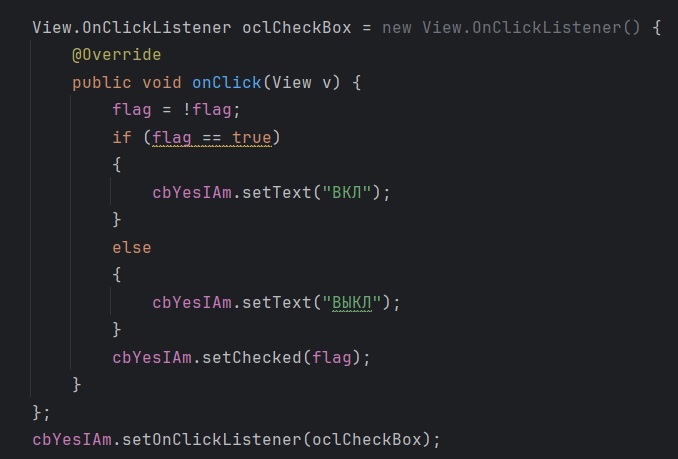 View.OnClickListener oclCheckBox = new View.OnClickListener() {
@Override
public void onClick(View v) {
flag = !flag;
if (flag == true)
{
cbYesIAm.setText("ВКЛ");
}
else
{
cbYesIAm.setText("ВЫКЛ");
}
cbYesIAm.setChecked(flag);
}
};
cbYesIAm.setOnClickListener(oclCheckBox);